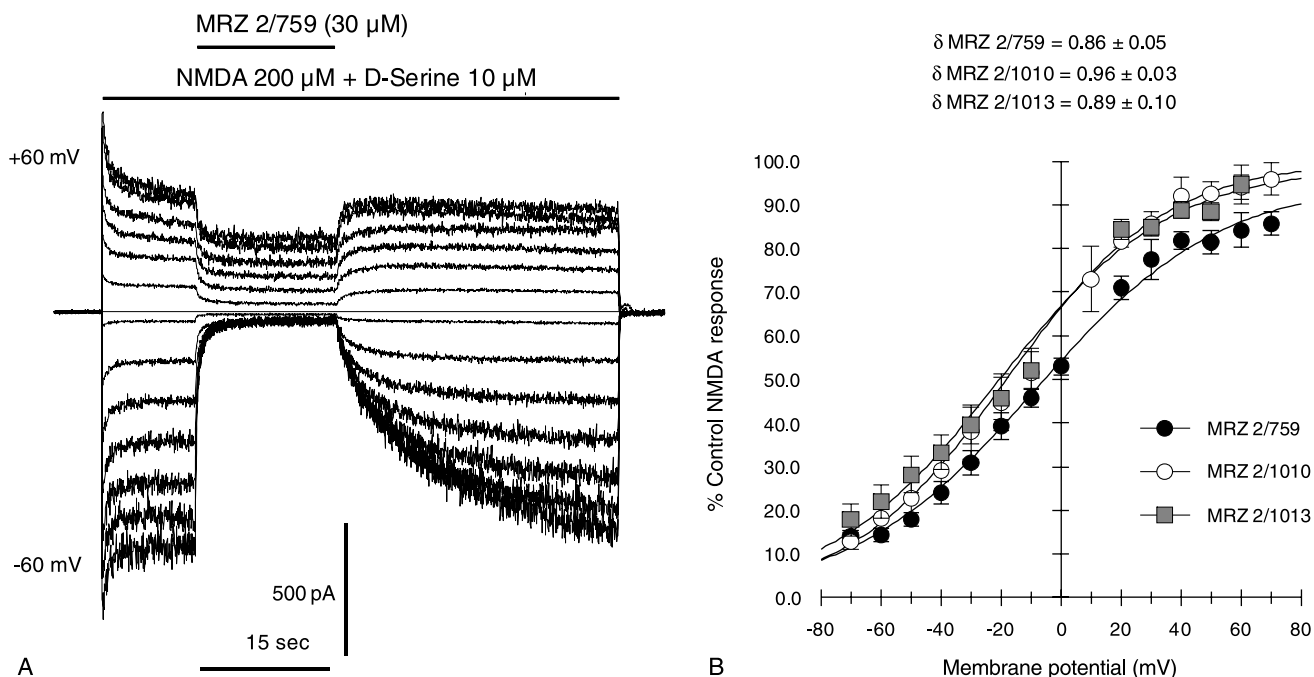 MRZ 2/759 (30 µM)
NMDA 200 µM + D-Serine 10 µM
+60 mV
-60 mV
500 pA
15 sec
A
δ MRZ 2/759 = 0.86 ± 0.05
δ MRZ 2/1010 = 0.96 ± 0.03
δ MRZ 2/1013 = 0.89 ± 0.10
% Control NMDA response
100.0
90.0
80.0
70.0
60.0
50.0
40.0
30.0
20.0
10.0
0.0
MRZ 2/759
MRZ 2/1010
MRZ 2/1013
-80 -60 -40 -20 0 20 40 60 80
Membrane potential (mV)
B